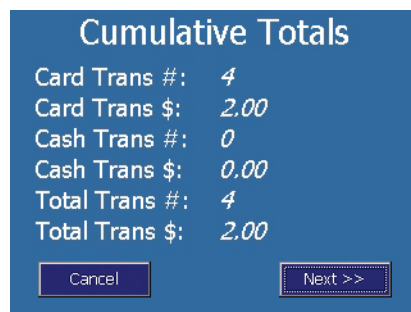 Cumulative Totals
Card Trans #: 4
Card Trans $: 2.00
Cash Trans #: 0
Cash Trans $: 0.00
Total Trans #: 4
Total Trans $: 2.00
Cancel Next >>